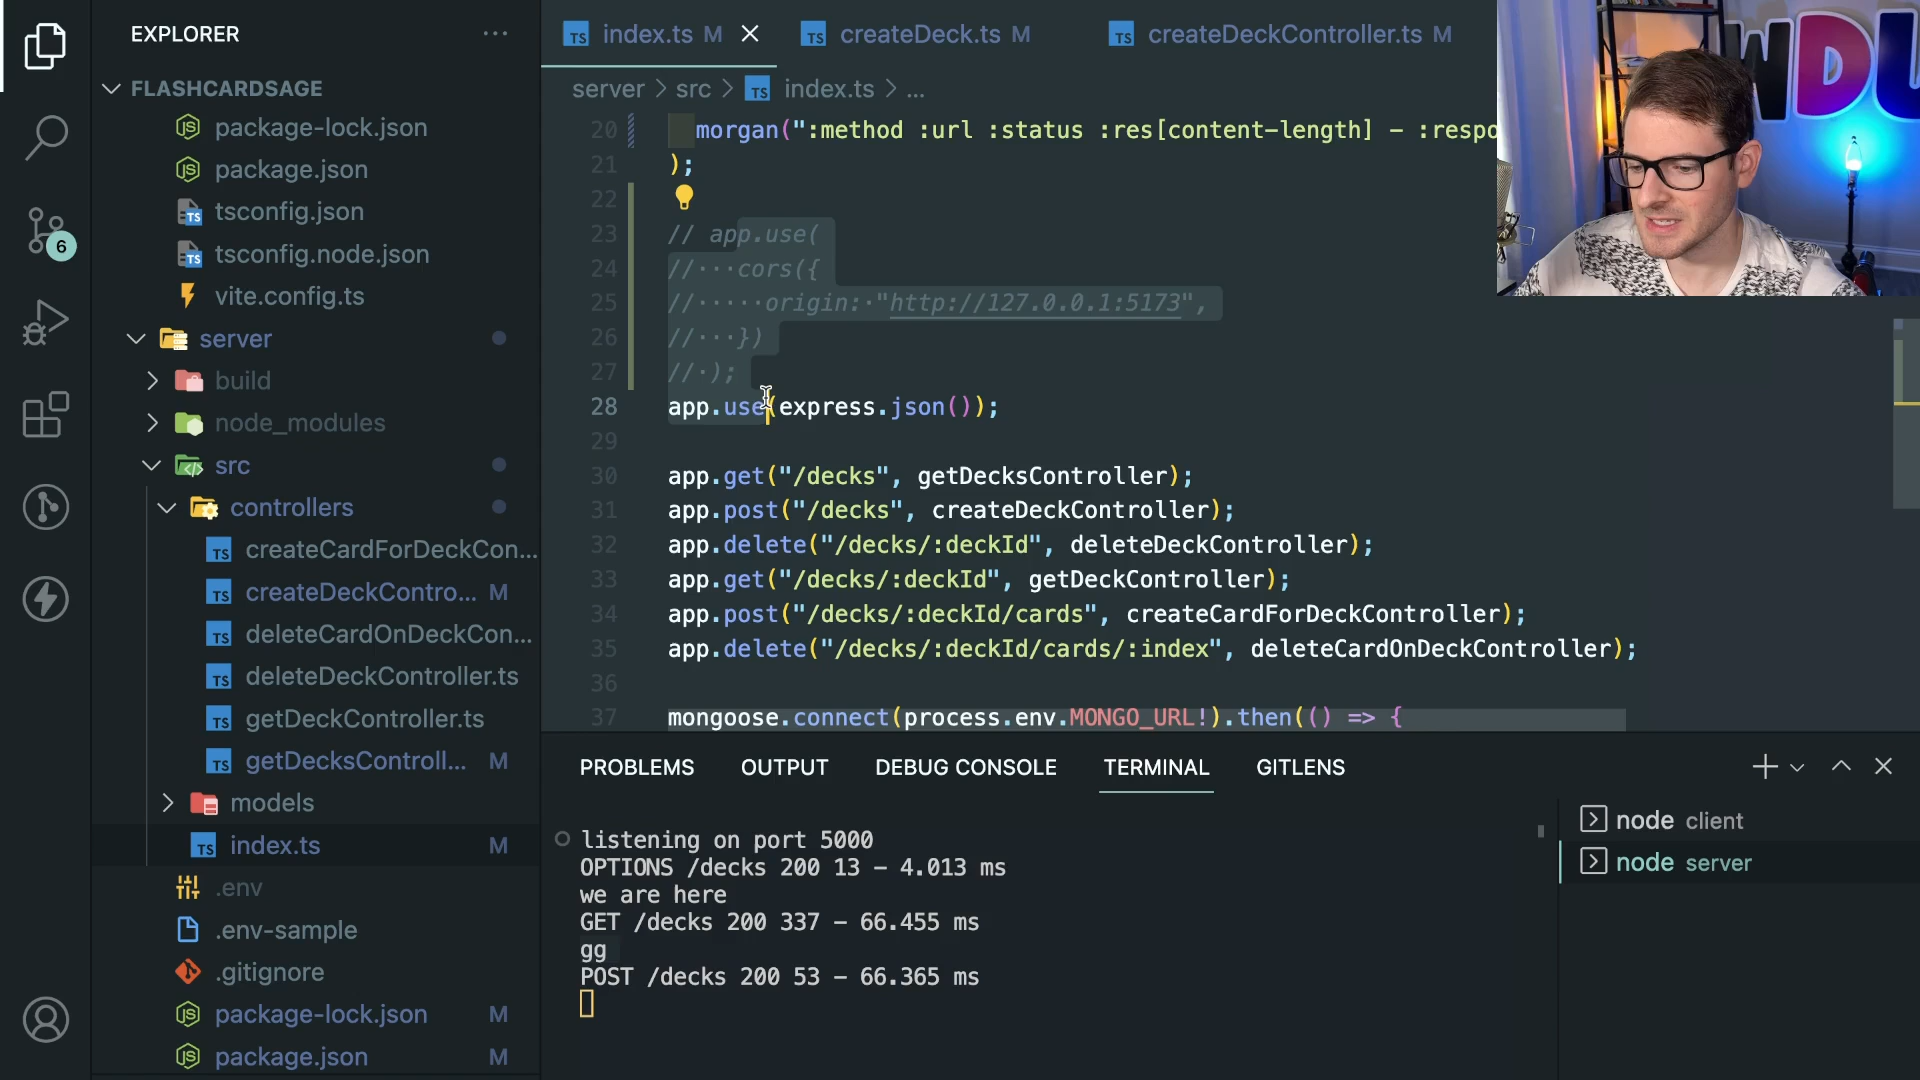 EXPLORER
FLASHCARDSAGE
package-lock.json
package.json
tsconfig.json
tsconfig.node.json
vite.config.ts
server
build
node_modules
src
controllers
createCardForDeckCon...
createDeckContro... M
deleteCardOnDeckCon...
deleteDeckController.ts
getDeckController.ts
getDecksControll... M
models
index.ts M
.env
.env-sample
.gitignore
package-lock.json M
package.json M
6
index.ts M
createDeck.ts M
createDeckController.ts M
server > src > index.ts > ...
20 morgan(":method :url :status :res[content-length] - :respo
21 );
22
23 // app.use(
24 //···cors({
25 //·····origin:·"http://127.0.0.1:5173",
26 //···})
27 //·);
28 app.use(express.json());
29
30 app.get("/decks", getDecksController);
31 app.post("/decks", createDeckController);
32 app.delete("/decks/:deckId", deleteDeckController);
33 app.get("/decks/:deckId", getDeckController);
34 app.post("/decks/:deckId/cards", createCardForDeckController);
35 app.delete("/decks/:deckId/cards/:index", deleteCardOnDeckController);
36
37 mongoose.connect(process.env.MONGO_URL!).then(() => {
PROBLEMS
OUTPUT
DEBUG CONSOLE
TERMINAL
GITLENS
listening on port 5000
OPTIONS /decks 200 13 - 4.013 ms
we are here
GET /decks 200 337 - 66.455 ms
gg
POST /decks 200 53 - 66.365 ms
node client
node server